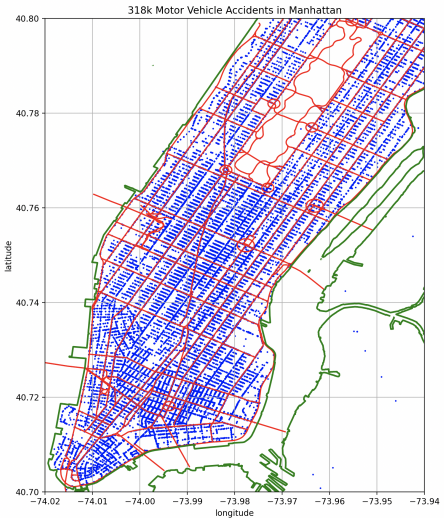 318k Motor Vehicle Accidents in Manhattan
40.80
40.78
40.76
latitude
40.74
40.72
40.70
−74.02 −74.01 −74.00 −73.99 −73.98 −73.97 −73.96 −73.95 −73.94
longitude